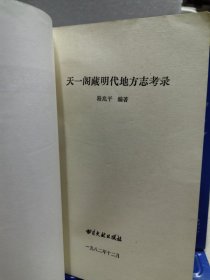 天一阁藏明代地方志考录
骆兆平 编著
书目文献出版社
一九八二年十二月